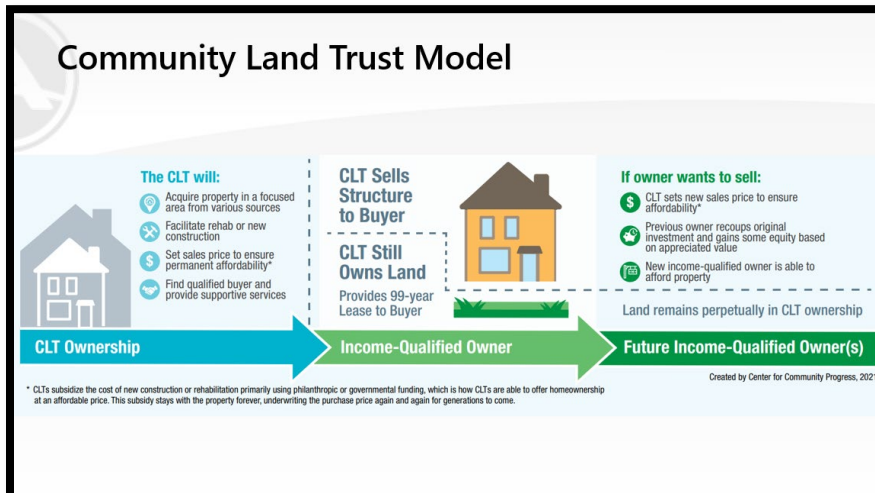 Community Land Trust Model
The CLT will:
Acquire property in a focused
area from various sources
Facilitate rehab or new
construction
Set sales price to ensure
permanent affordability*
Find qualified buyer and
provide supportive services
CLT Ownership
CLT Sells
Structure
to Buyer
CLT Still
Owns Land
Provides 99-year
Lease to Buyer
Income-Qualified Owner
If owner wants to sell:
CLT sets new sales price to ensure
affordability*
Previous owner recoups original
investment and gains some equity based
on appreciated value
New income-qualified owner is able to
afford property
Land remains perpetually in CLT ownership
Future Income-Qualified Owner(s)
Created by Center for Community Progress, 2021
* CLTs subsidize the cost of new construction or rehabilitation primarily using philanthropic or governmental funding, which is how CLTs are able to offer homeownership
at an affordable price. This subsidy stays with the property forever, underwriting the purchase price again and again for generations to come.